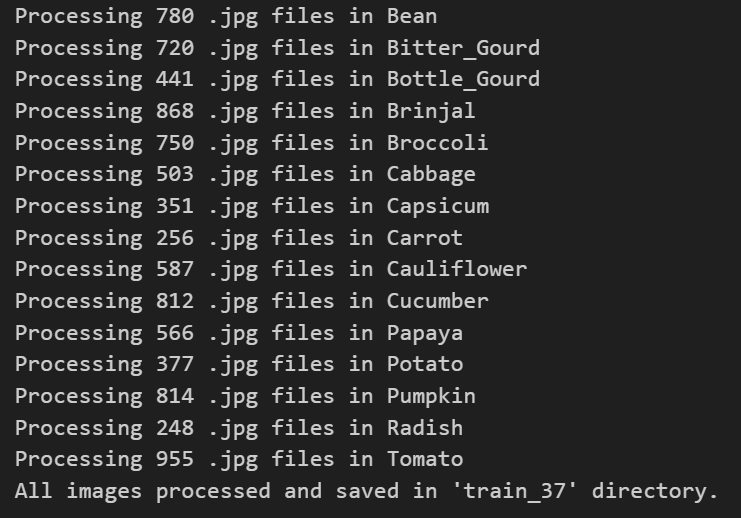 Processing 780 .jpg files in Bean
Processing 720 .jpg files in Bitter_Gourd
Processing 441 .jpg files in Bottle_Gourd
Processing 868 .jpg files in Brinjal
Processing 750 .jpg files in Broccoli
Processing 503 .jpg files in Cabbage
Processing 351 .jpg files in Capsicum
Processing 256 .jpg files in Carrot
Processing 587 .jpg files in Cauliflower
Processing 812 .jpg files in Cucumber
Processing 566 .jpg files in Papaya
Processing 377 .jpg files in Potato
Processing 814 .jpg files in Pumpkin
Processing 248 .jpg files in Radish
Processing 955 .jpg files in Tomato
All images processed and saved in 'train_37' directory.